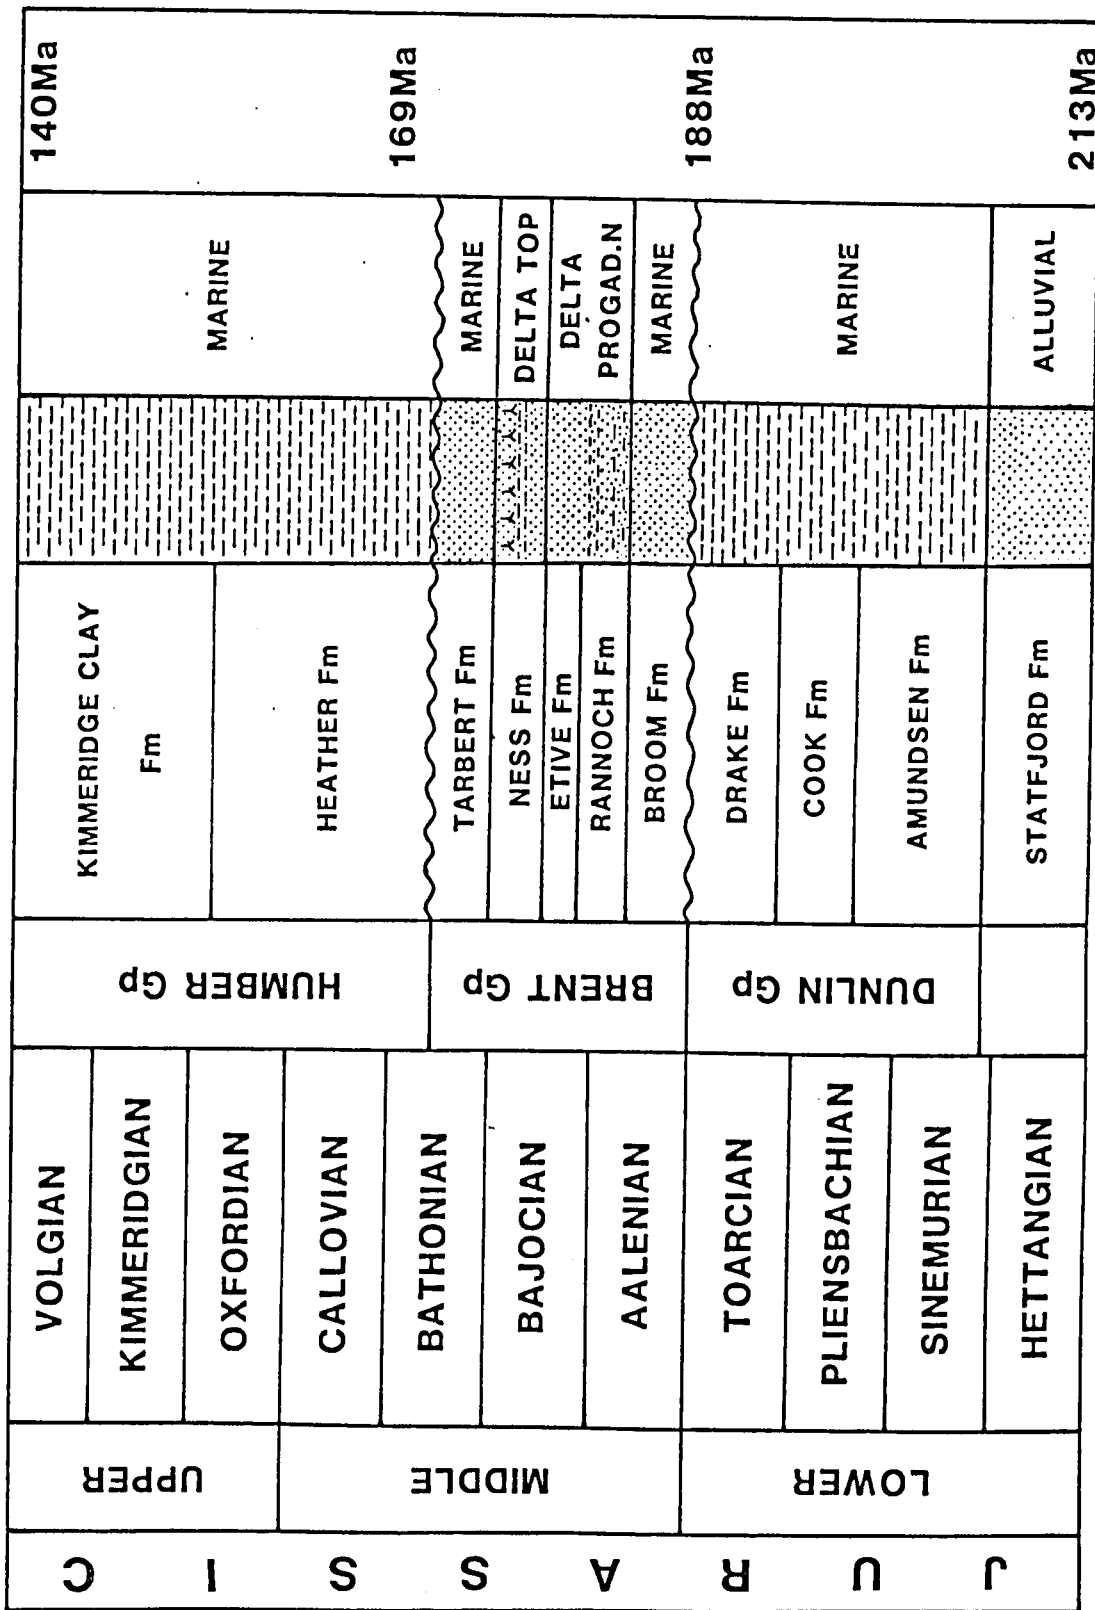 JURASSIC
UPPER
MIDDLE
LOWER
VOLGIAN
KIMMERIDGIAN
OXFORDIAN
CALLOVIAN
BATHONIAN
BAJOCIAN
AALENIAN
TOARCIAN
PLIENSBACHIAN
SINEMURIAN
HETTANGIAN
HUMBER Gp
BRENT Gp
DUNLIN Gp
KIMMERIDGE CLAY
Fm
HEATHER Fm
TARBERT Fm
NESS Fm
ETIVE Fm
RANNOCH Fm
BROOM Fm
DRAKE Fm
COOK Fm
AMUNDSEN Fm
STATFJORD Fm
MARINE
MARINE
DELTA TOP
DELTA
PROGAD.N
MARINE
MARINE
ALLUVIAL
140Ma
169Ma
188Ma
213Ma